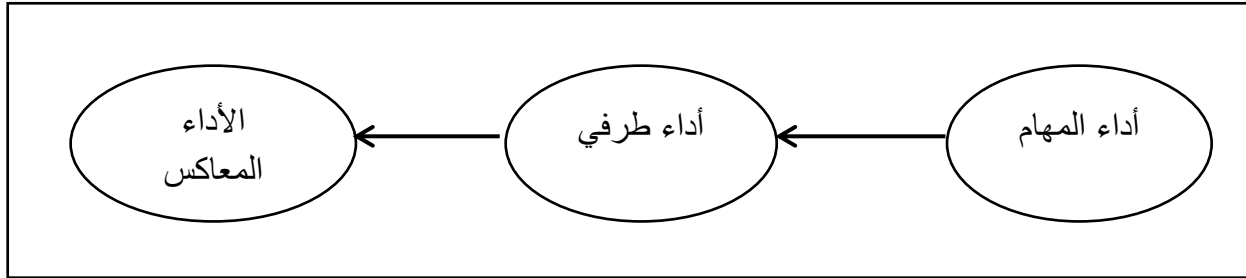 أداء المهام
أداء طرفي
الأداء
المعاكس